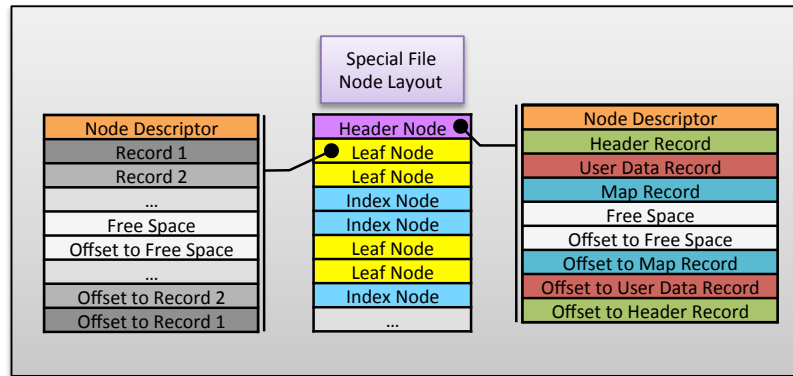 Special File
Node Layout
Node Descriptor
Record 1
Record 2
...
Free Space
Offset to Free Space
...
Offset to Record 2
Offset to Record 1
Header Node
Leaf Node
Leaf Node
Index Node
Index Node
Leaf Node
Leaf Node
Index Node
...
Node Descriptor
Header Record
User Data Record
Map Record
Free Space
Offset to Free Space
Offset to Map Record
Offset to User Data Record
Offset to Header Record